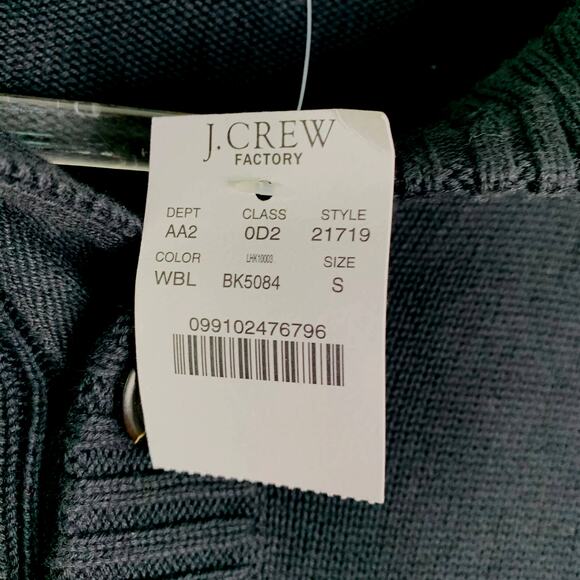 J.CREW
FACTORY
DEPT CLASS STYLE
AA2 0D2 21719
COLOR LHK10003 SIZE
WBL BK5084 S
099102476796